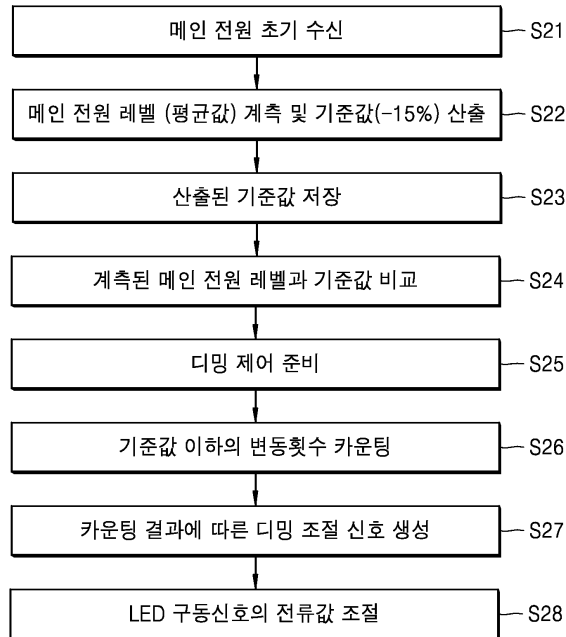 메인 전원 초기 수신 S21
메인 전원 레벨 (평균값) 계측 및 기준값(-15%) 산출 S22
산출된 기준값 저장 S23
계측된 메인 전원 레벨과 기준값 비교 S24
디밍 제어 준비 S25
기준값 이하의 변동횟수 카운팅 S26
카운팅 결과에 따른 디밍 조절 신호 생성 S27
LED 구동신호의 전류값 조절 S28